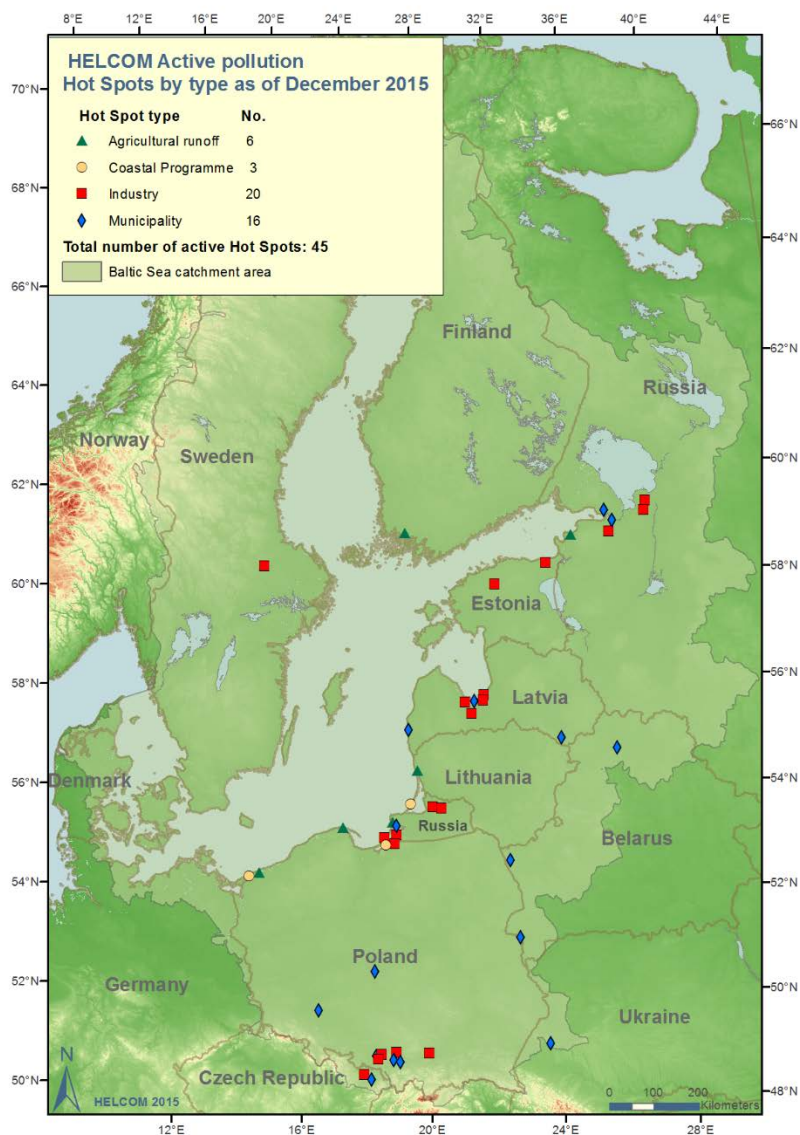 8°E 12°E 16°E 20°E 24°E 28°E 32°E 36°E 40°E 44°E
HELCOM Active pollution
Hot Spots by type as of December 2015
Hot Spot type No.
Agricultural runoff 6
Coastal Programme 3
Industry 20
Municipality 16
Total number of active Hot Spots: 45
Baltic Sea catchment area
70°N
66°N
68°N
64°N
66°N
Finland
62°N
64°N
Russia
Norway
Sweden
60°N
62°N
58°N
60°N
Estonia
56°N
58°N
Latvia
Denmark
Lithuania
54°N
56°N
Russia
Belarus
54°N
52°N
Poland
Germany
52°N
50°N
Ukraine
N
Czech Republic
50°N
HELCOM 2015
0 50 100 200
Kilometers
48°N
12°E 16°E 20°E 24°E 28°E